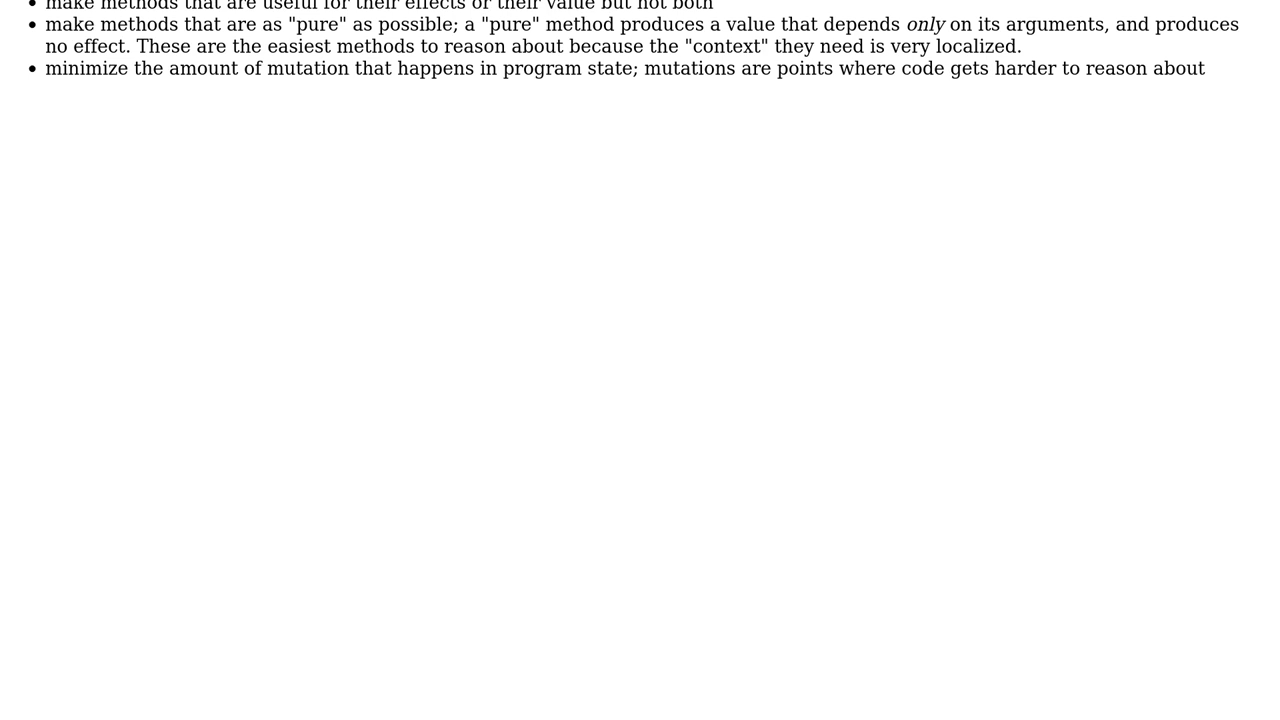 make methods that are useful for their effects or their value but not both
make methods that are as "pure" as possible; a "pure" method produces a value that depends only on its arguments, and produces
no effect. These are the easiest methods to reason about because the "context" they need is very localized.
minimize the amount of mutation that happens in program state; mutations are points where code gets harder to reason about